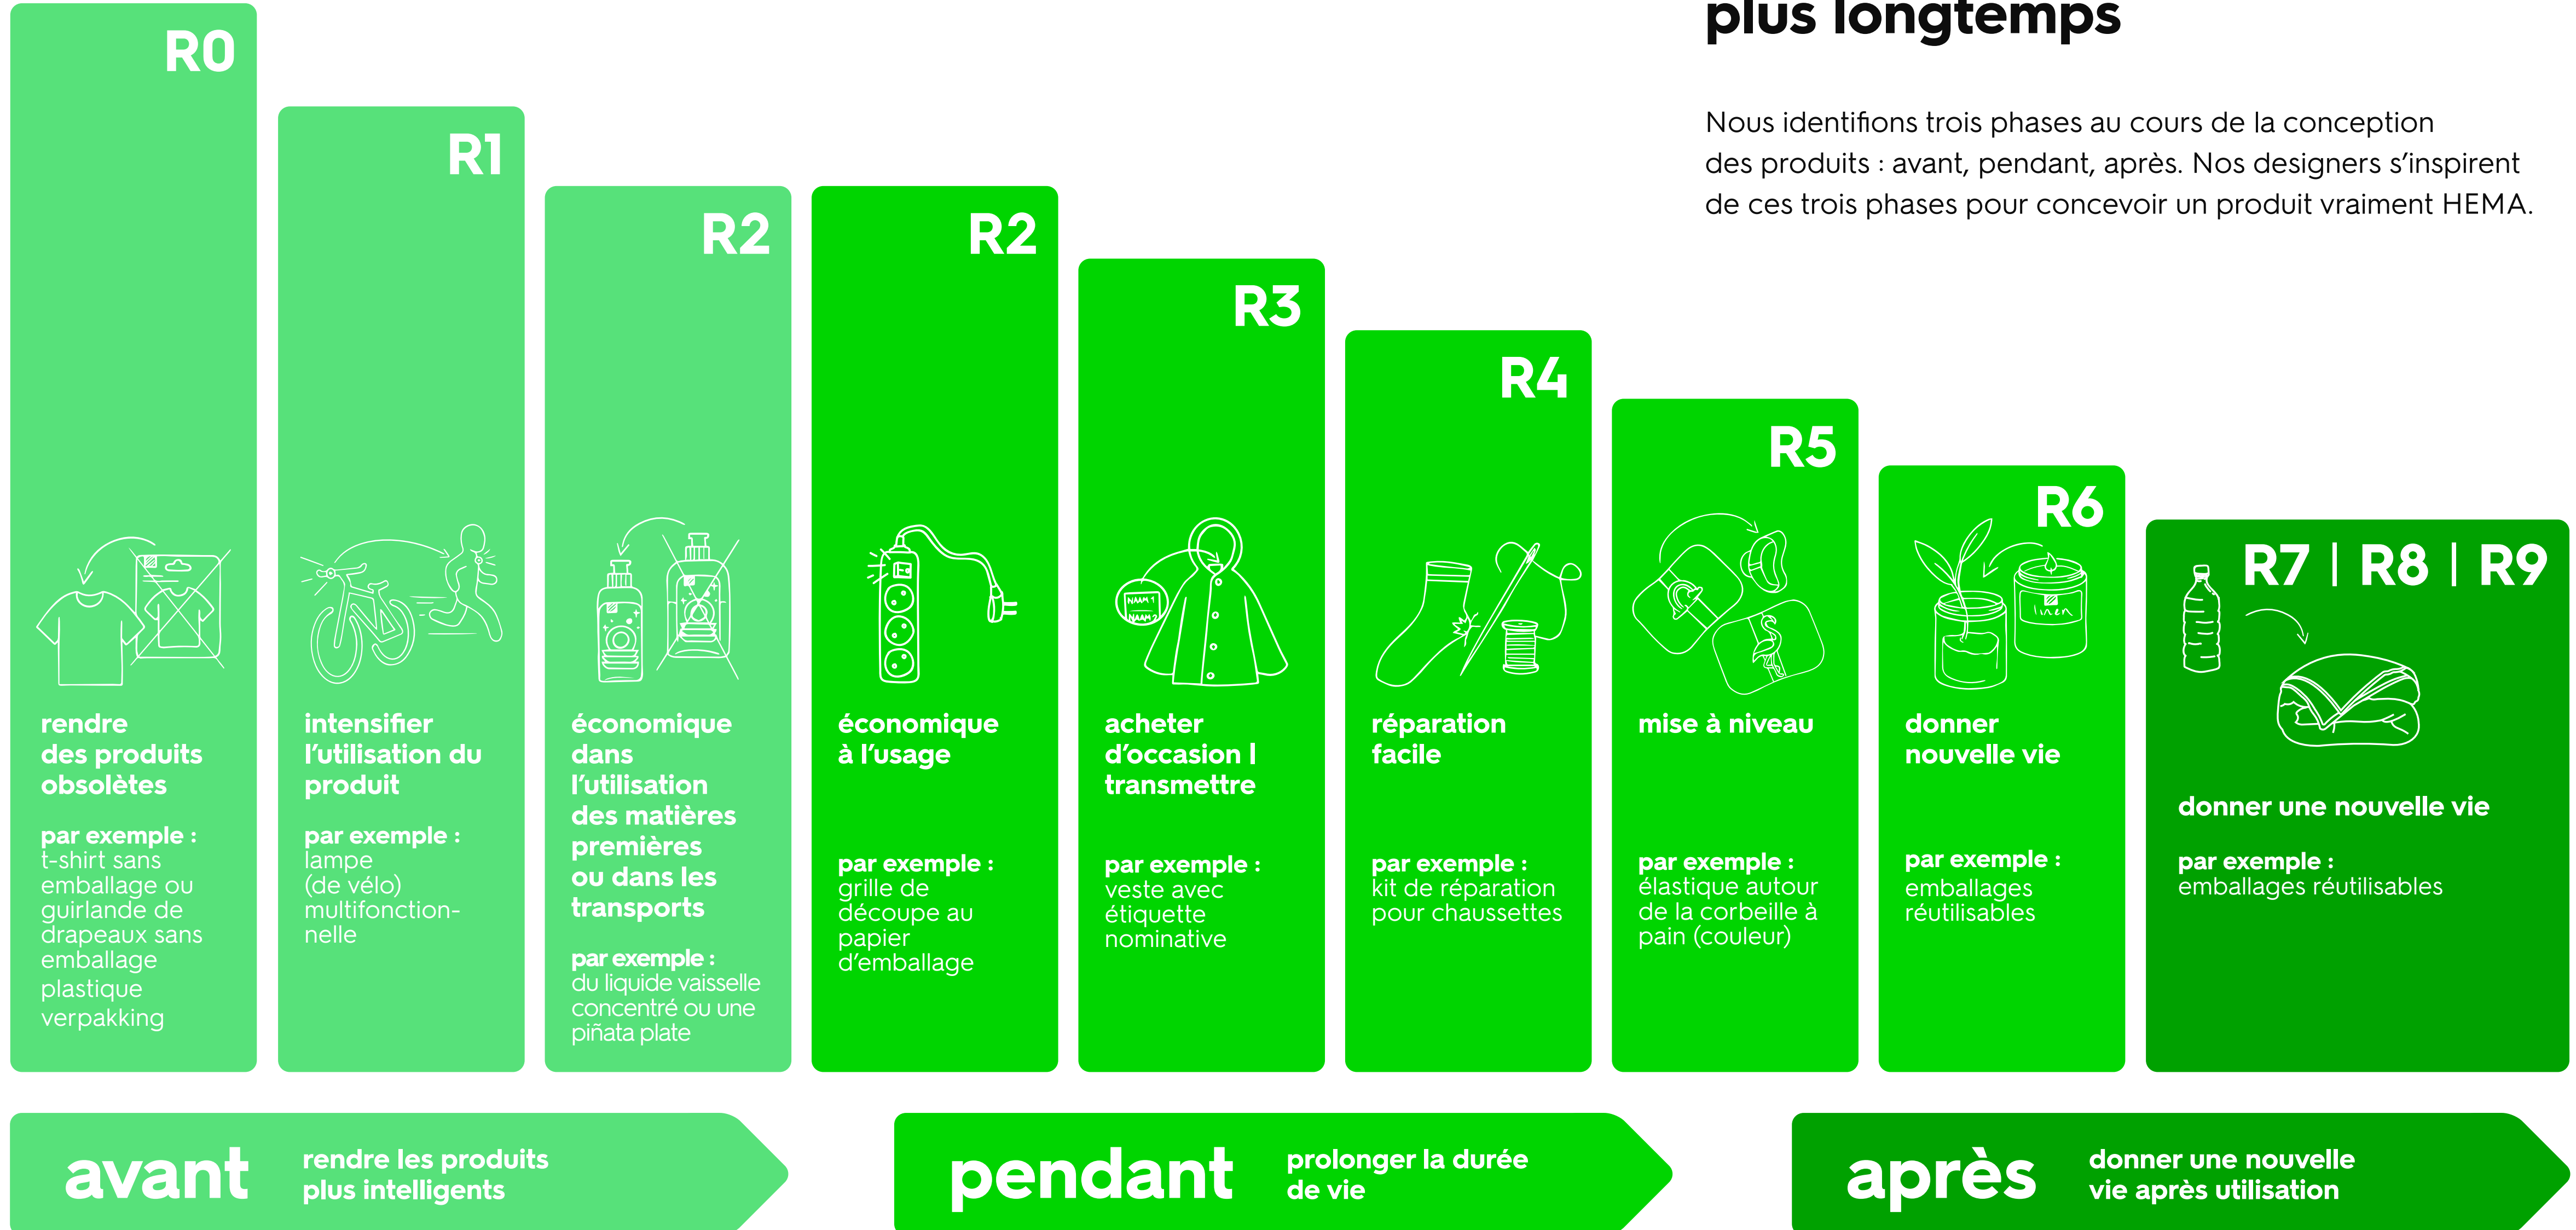 plus longtemps
Nous identifions trois phases au cours de la conception
des produits : avant, pendant, après. Nos designers s’inspirent
de ces trois phases pour concevoir un produit vraiment HEMA.
R0
rendre
des produits
obsolètes
par exemple :
t-shirt sans
emballage ou
guirlande de
drapeaux sans
emballage
plastique
verpakking
R1
intensifier
l’utilisation du
produit
par exemple :
lampe
(de vélo)
multifonction-
nelle
R2
économique
dans
l’utilisation
des matières
premières
ou dans les
transports
par exemple :
du liquide vaisselle
concentré ou une
piñata plate
R2
économique
à l’usage
par exemple :
grille de
découpe au
papier
d’emballage
R3
NAAM 1
NAAM 2
acheter
d’occasion |
transmettre
par exemple :
veste avec
étiquette
nominative
R4
réparation
facile
par exemple :
kit de réparation
pour chaussettes
R5
mise à niveau
par exemple :
élastique autour
de la corbeille à
pain (couleur)
R6
linen
donner
nouvelle vie
par exemple :
emballages
réutilisables
R7 | R8 | R9
donner une nouvelle vie
par exemple :
emballages réutilisables
avant
rendre les produits
plus intelligents
pendant
prolonger la durée
de vie
après
donner une nouvelle
vie après utilisation